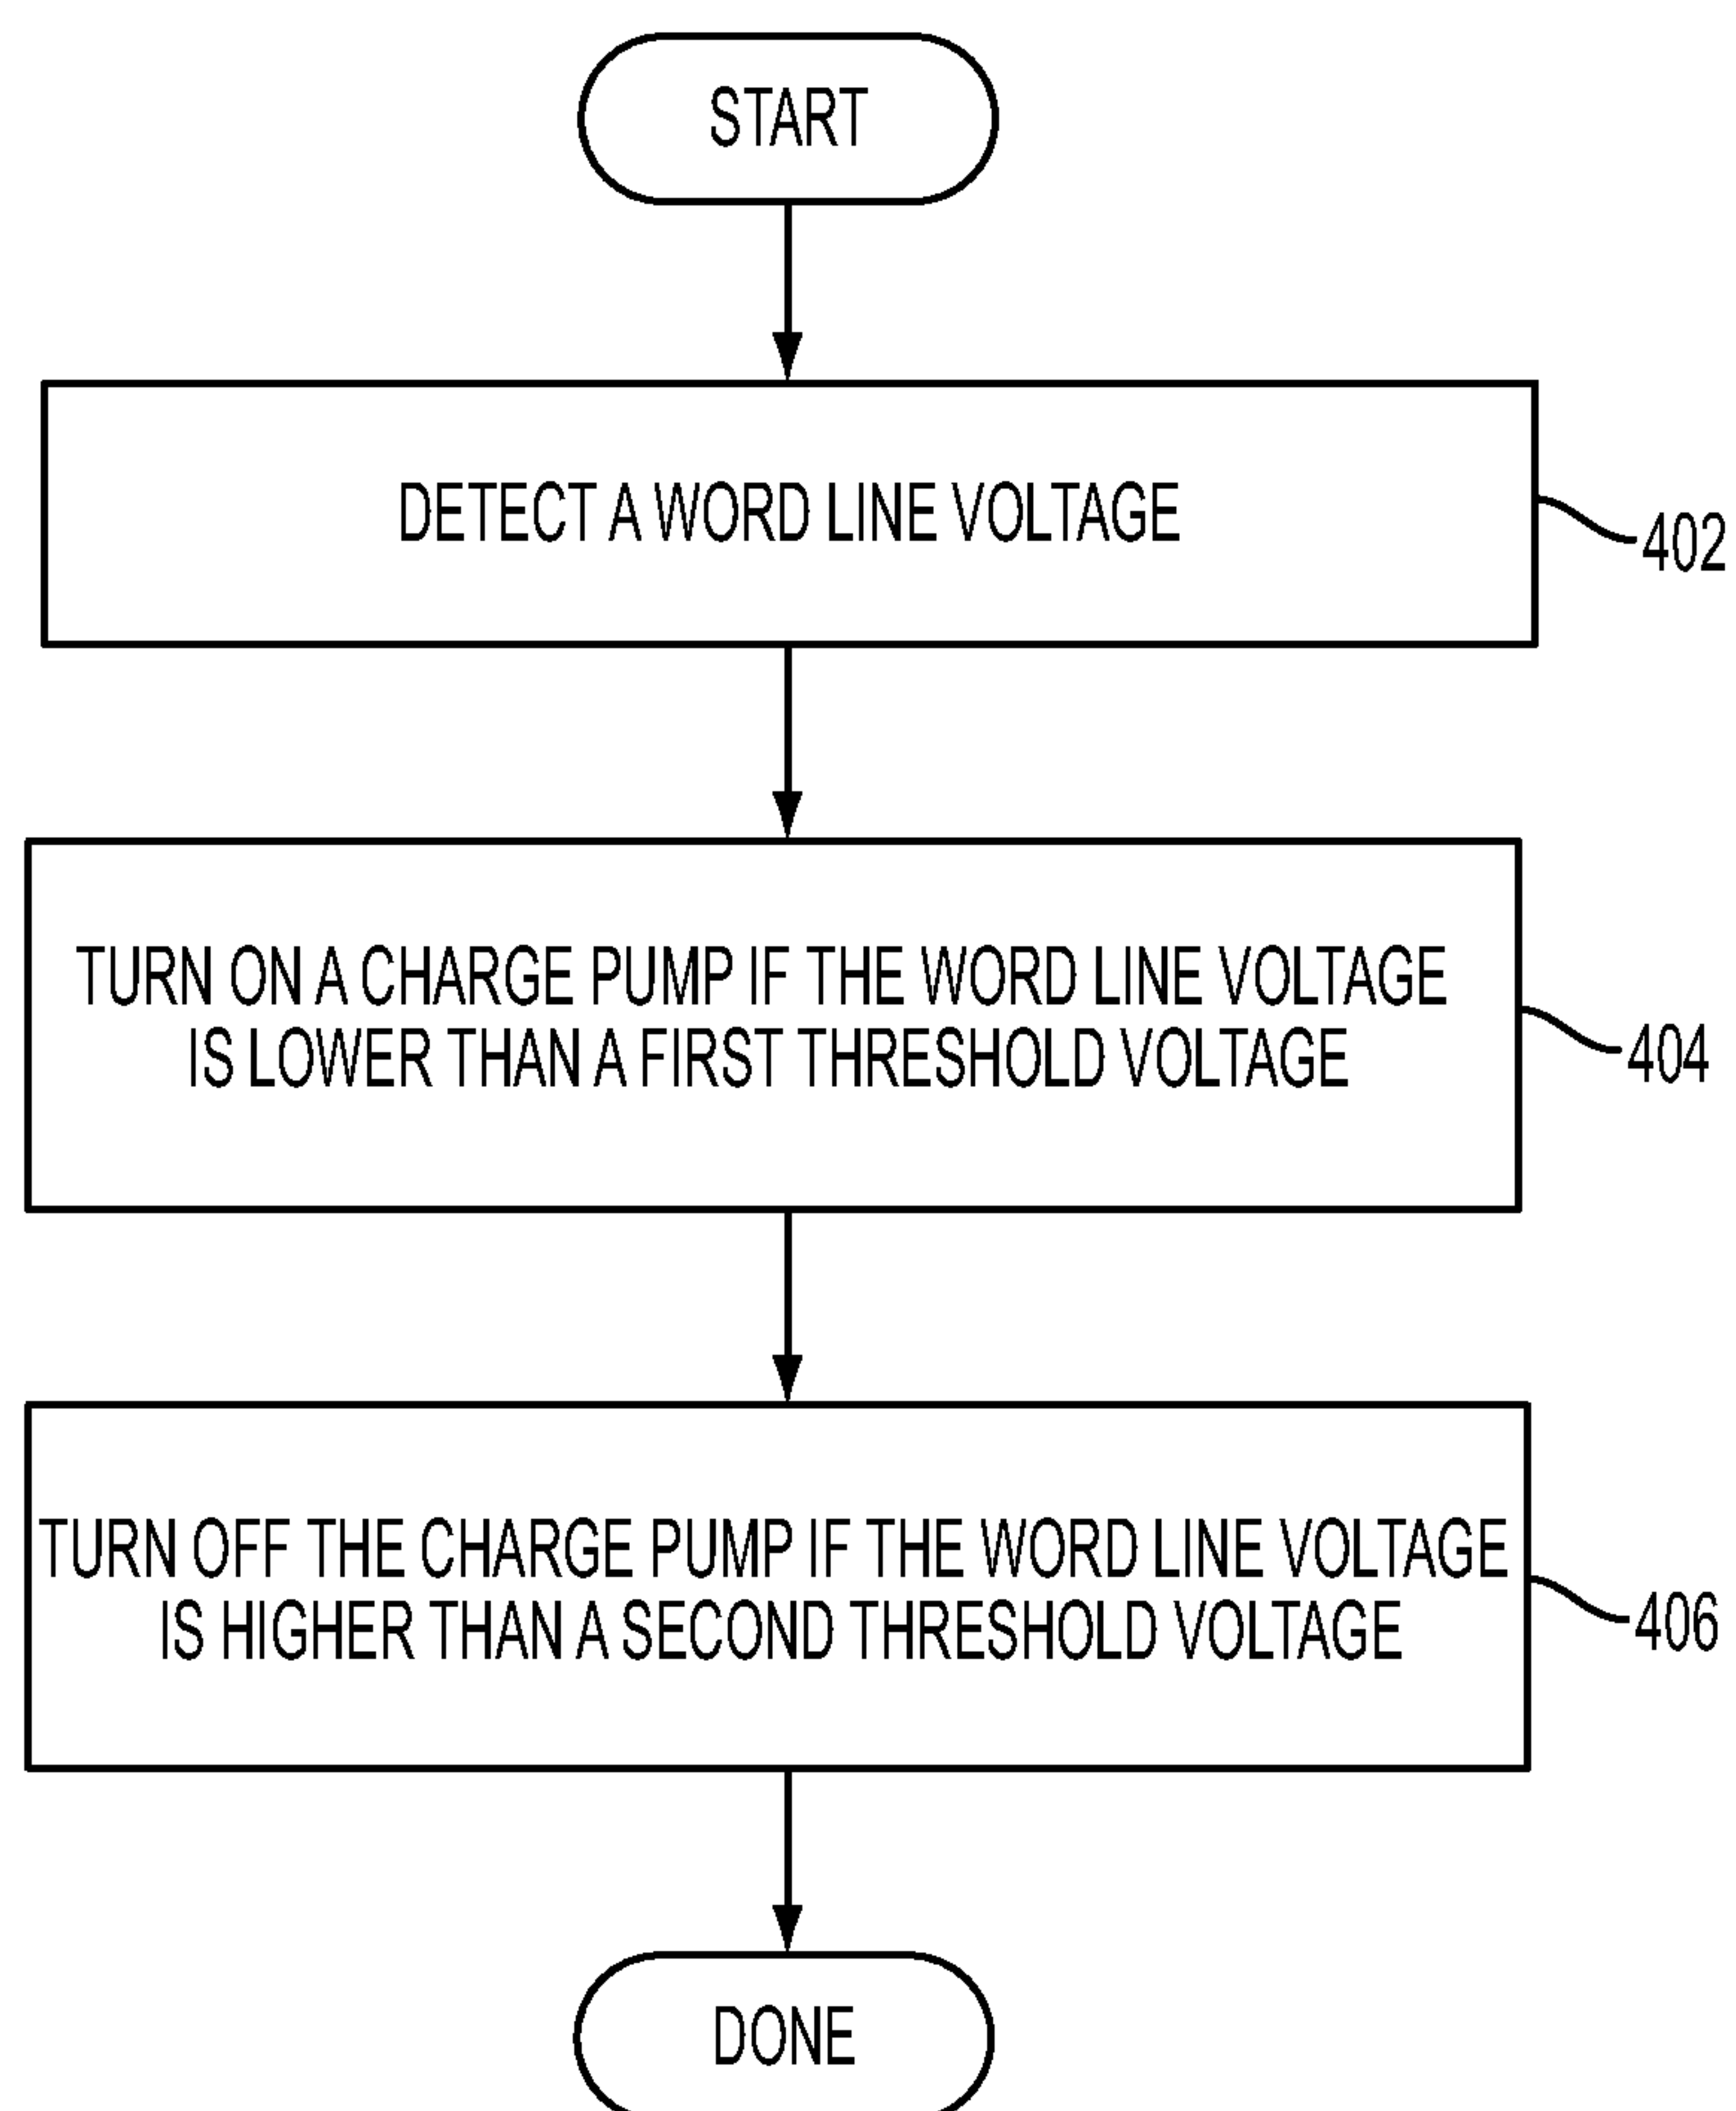 START
DETECT A WORD LINE VOLTAGE
402
TURN ON A CHARGE PUMP IF THE WORD LINE VOLTAGE
IS LOWER THAN A FIRST THRESHOLD VOLTAGE
404
TURN OFF THE CHARGE PUMP IF THE WORD LINE VOLTAGE
IS HIGHER THAN A SECOND THRESHOLD VOLTAGE
406
DONE